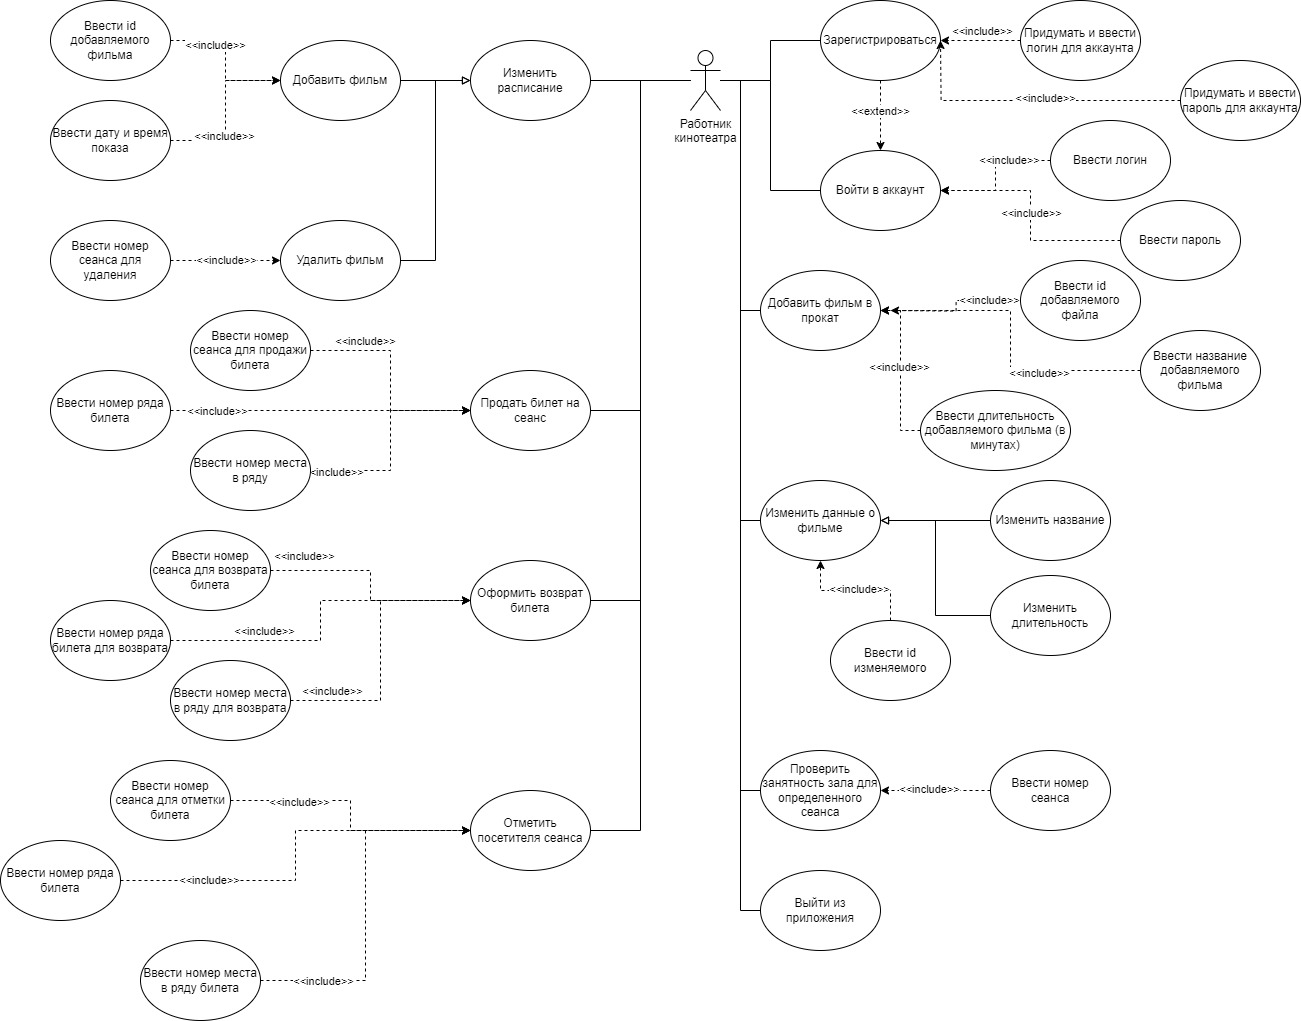 Ввести id
добавляемого
фильма
<<include>>
Добавить фильм
Изменить
расписание
Ввести дату и время
показа
<<include>>
Ввести номер
сеанса для
удаления
<<include>>
Удалить фильм
Ввести номер
сеанса для продажи
билета
<<include>>
Ввести номер ряда
билета
<<include>>
Продать билет на
сеанс
Ввести номер места
в ряду
<include>>
Ввести номер
сеанса для возврата
билета
<<include>>
Оформить возврат
билета
Ввести номер ряда
билета для возврата
<<include>>
Ввести номер места
в ряду для возврата
<<include>>
Ввести номер
сеанса для отметки
билета
<<include>>
Отметить
посетителя сеанса
Ввести номер ряда
билета
<<include>>
Ввести номер места
в ряду билета
<<include>>
Работник
кинотеатра
Зарегистрироваться
<<include>>
Придумать и ввести
логин для аккаунта
<<include>>
Придумать и ввести
пароль для аккаунта
<<extend>>
Войти в аккаунт
<<include>>
Ввести логин
<<include>>
Ввести пароль
Добавить фильм в
прокат
<<include>>
Ввести id
добавляемого
файла
<<include>>
Ввести название
добавляемого
фильма
<<include>>
Ввести длительность
добавляемого фильма (в
минутах)
Изменить данные о
фильме
Изменить название
Изменить
длительность
<<include>>
Ввести id
изменяемого
Проверить
занятность зала для
определенного
сеанса
<<include>>
Ввести номер
сеанса
Выйти из
приложения